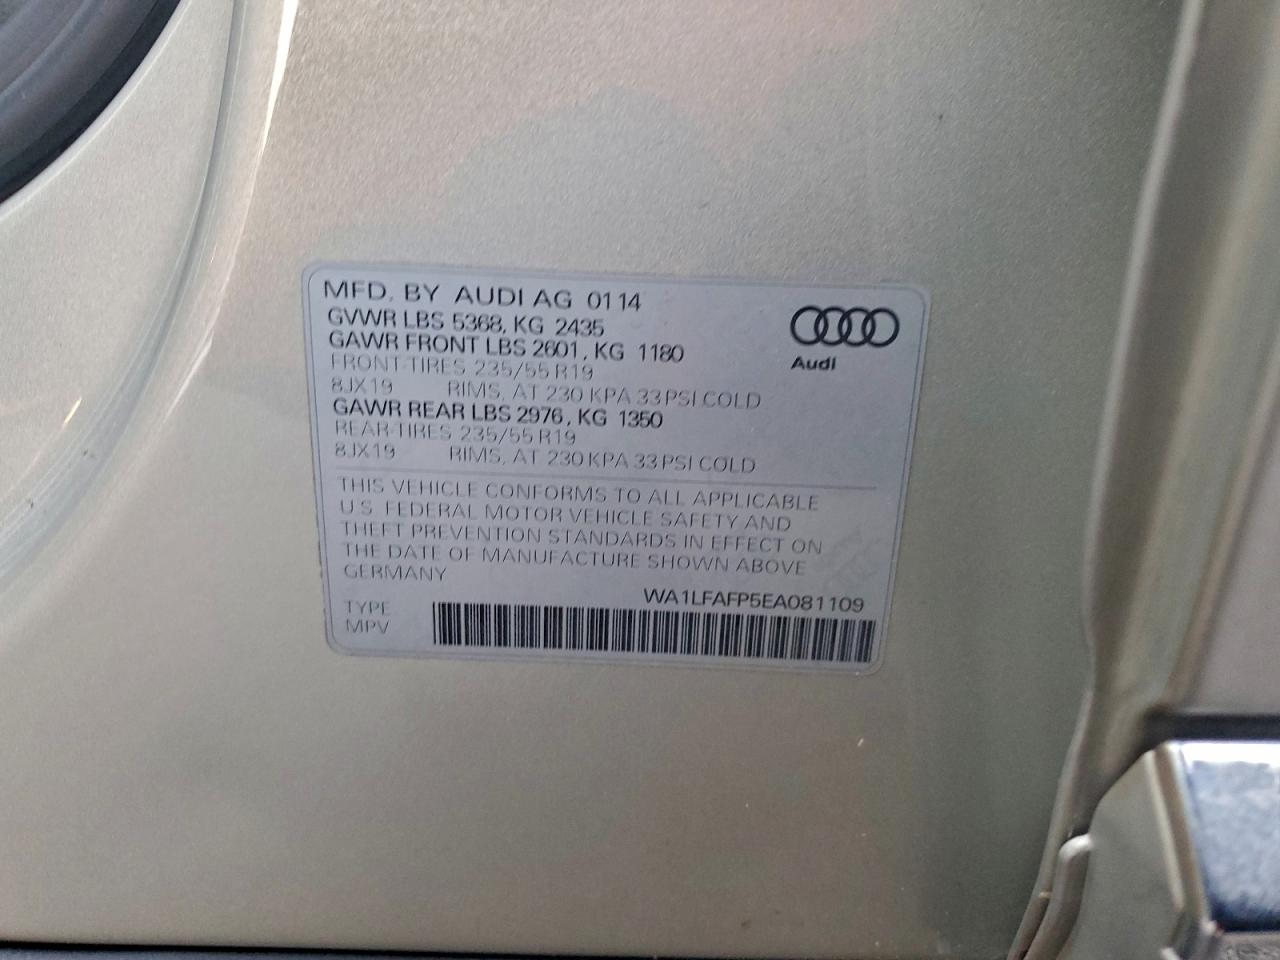 MFD. BY AUDI AG 0114
GVWR LBS 5368, KG 2435
GAWR FRONT LBS 2601, KG 1180
FRONT-TIRES 235/55 R19
8JX19 RIMS, AT 230 KPA 33 PSI COLD
GAWR REAR LBS 2976, KG 1350
REAR-TIRES 235/55 R19
8JX19 RIMS, AT 230 KPA 33 PSI COLD
Audi
THIS VEHICLE CONFORMS TO ALL APPLICABLE
U.S. FEDERAL MOTOR VEHICLE SAFETY AND
THEFT PREVENTION STANDARDS IN EFFECT ON
THE DATE OF MANUFACTURE SHOWN ABOVE
GERMANY
WA1LFAFP5EA081109
TYPE
MPV